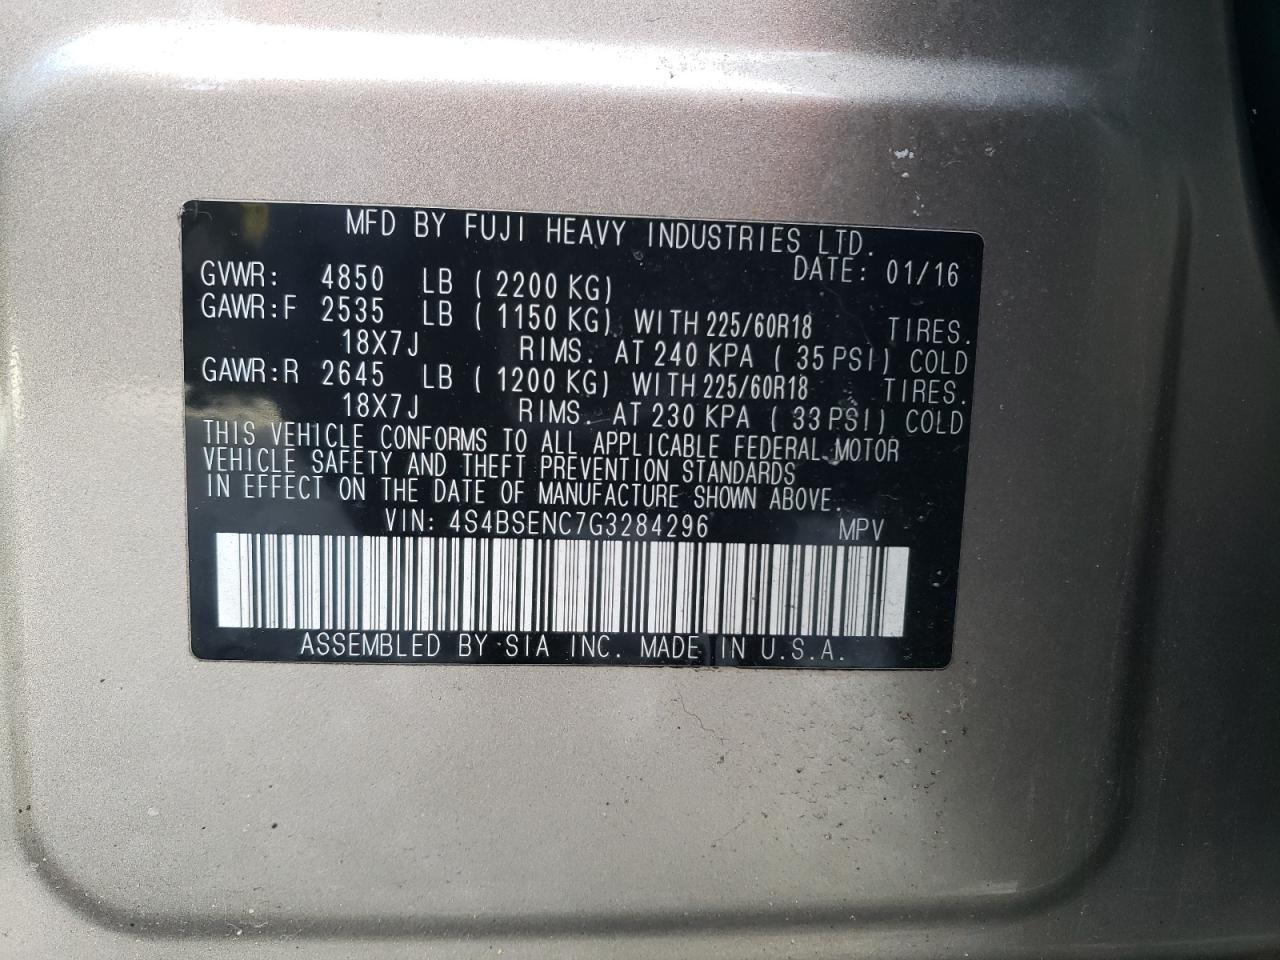 MFD BY FUJI HEAVY INDUSTRIES LTD.
DATE: 01/16
GVWR: 4850 LB ( 2200 KG)
GAWR:F 2535 LB ( 1150 KG) WITH 225/60R18 TIRES.
18X7J RIMS. AT 240 KPA ( 35 PSI) COLD
GAWR:R 2645 LB ( 1200 KG) WITH 225/60R18 TIRES.
18X7J RIMS. AT 230 KPA ( 33 PSI) COLD
THIS VEHICLE CONFORMS TO ALL APPLICABLE FEDERAL MOTOR
VEHICLE SAFETY AND THEFT PREVENTION STANDARDS
IN EFFECT ON THE DATE OF MANUFACTURE SHOWN ABOVE.
VIN: 4S4BSENC7G3284296 MPV
ASSEMBLED BY SIA INC. MADE IN U.S.A.